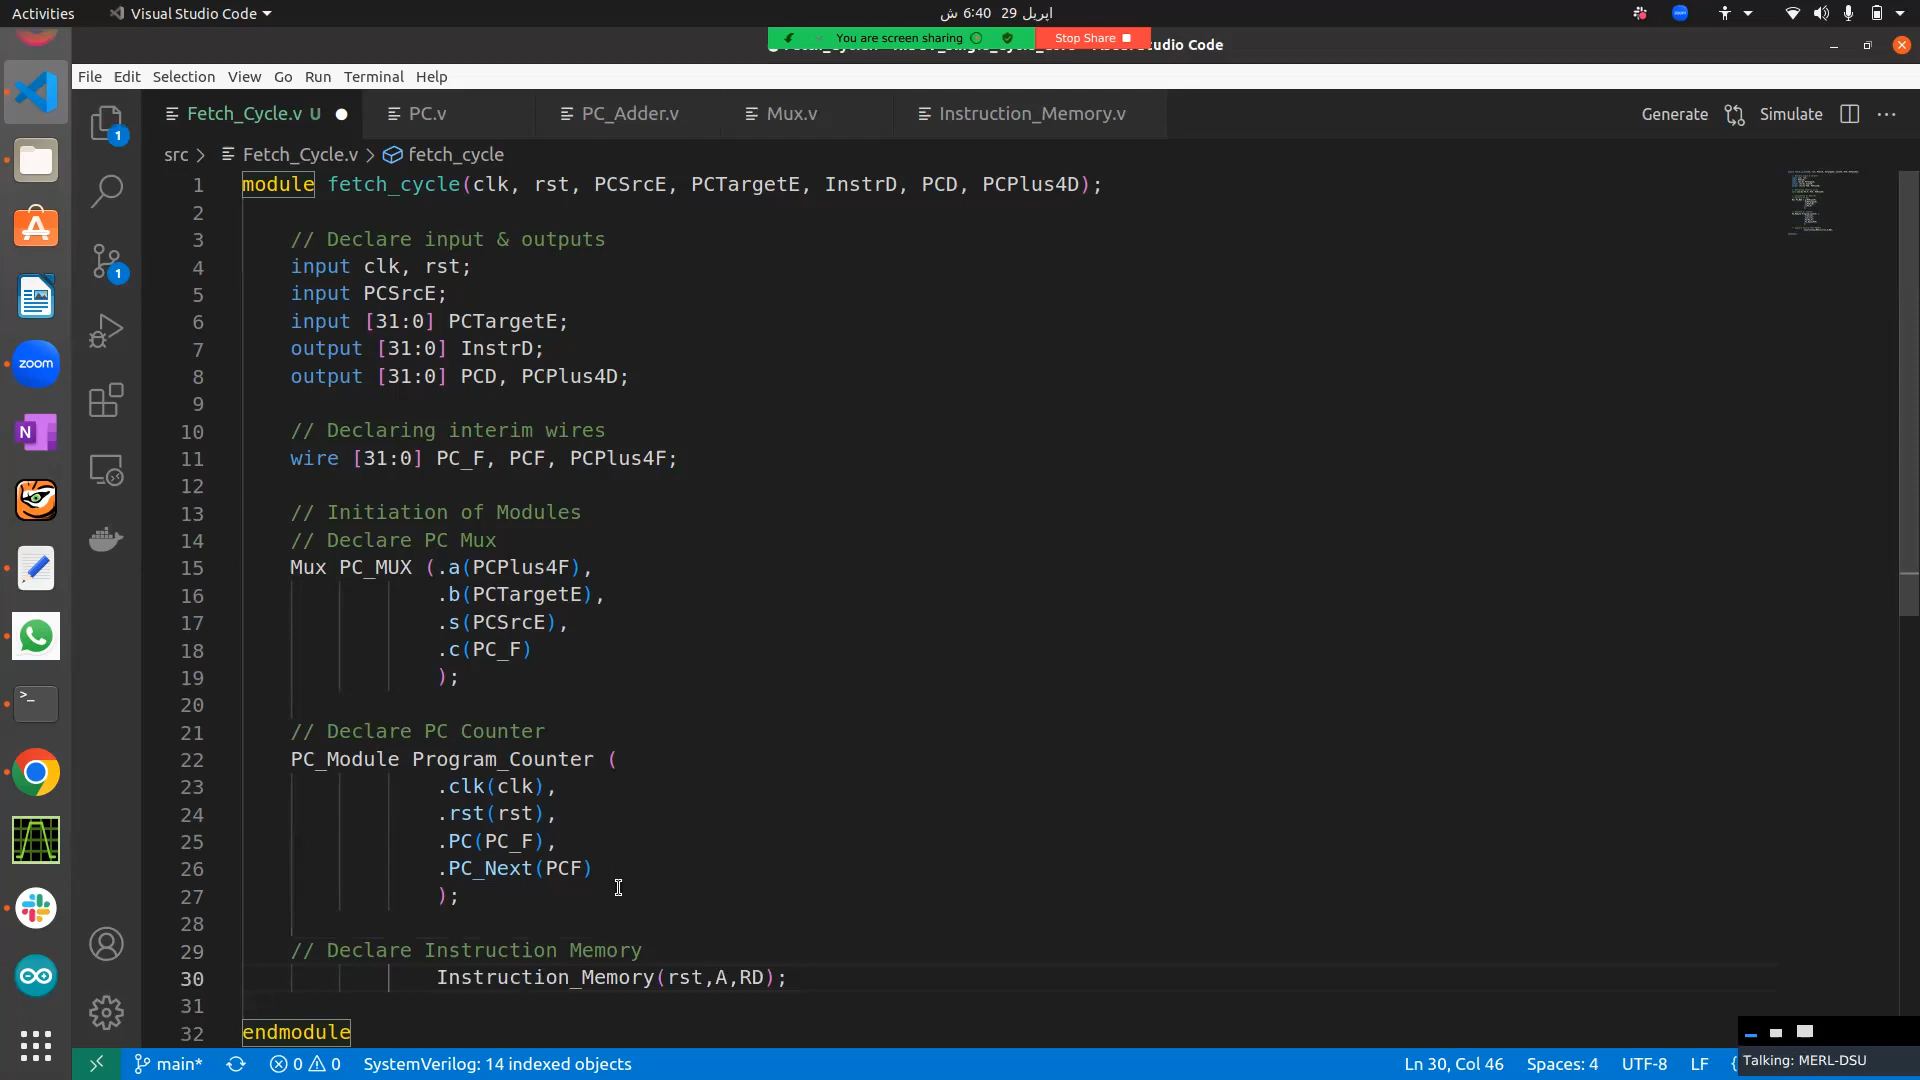 Activities Visual Studio Code اپریل 29 6:40 ش
You are screen sharing Stop Share
File Edit Selection View Go Run Terminal Help
Fetch_Cycle.v U PC.v PC_Adder.v Mux.v Instruction_Memory.v Generate Simulate
src > Fetch_Cycle.v > fetch_cycle
1 module fetch_cycle(clk, rst, PCSrcE, PCTargetE, InstrD, PCD, PCPlus4D);
2
3 // Declare input & outputs
4 input clk, rst;
5 input PCSrcE;
6 input [31:0] PCTargetE;
7 output [31:0] InstrD;
8 output [31:0] PCD, PCPlus4D;
9
10 // Declaring interim wires
11 wire [31:0] PC_F, PCF, PCPlus4F;
12
13 // Initiation of Modules
14 // Declare PC Mux
15 Mux PC_MUX (.a(PCPlus4F),
16 .b(PCTargetE),
17 .s(PCSrcE),
18 .c(PC_F)
19 );
20
21 // Declare PC Counter
22 PC_Module Program_Counter (
23 .clk(clk),
24 .rst(rst),
25 .PC(PC_F),
26 .PC_Next(PCF)
27 );
28
29 // Declare Instruction Memory
30 Instruction_Memory(rst,A,RD);
31
32 endmodule
1
1
zoom
N
main* 0 0 SystemVerilog: 14 indexed objects Ln 30, Col 46 Spaces: 4 UTF-8 LF {
Talking: MERL-DSU